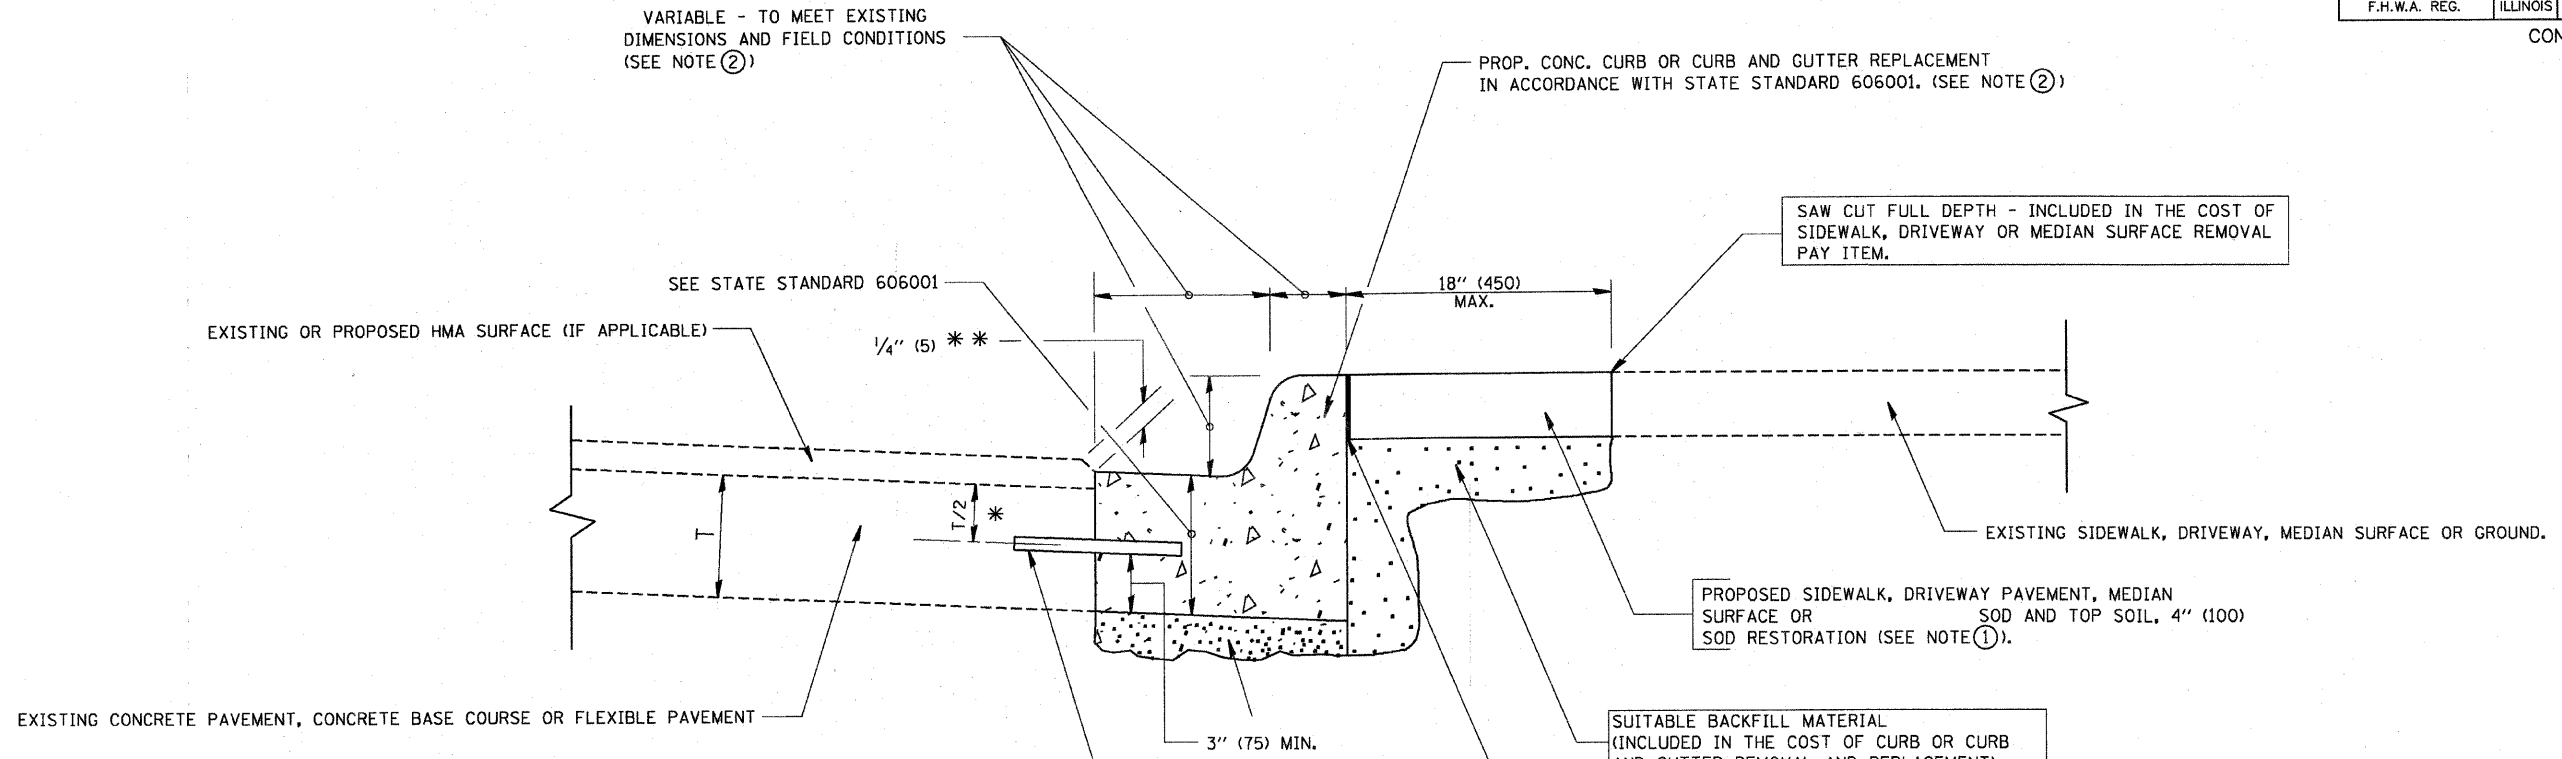 F.H.W.A. REG. ILLINOIS
CON
VARIABLE - TO MEET EXISTING
DIMENSIONS AND FIELD CONDITIONS
(SEE NOTE 2)
PROP. CONC. CURB OR CURB AND GUTTER REPLACEMENT
IN ACCORDANCE WITH STATE STANDARD 606001. (SEE NOTE 2)
SAW CUT FULL DEPTH - INCLUDED IN THE COST OF
SIDEWALK, DRIVEWAY OR MEDIAN SURFACE REMOVAL
PAY ITEM.
SEE STATE STANDARD 606001
18" (450)
MAX.
EXISTING OR PROPOSED HMA SURFACE (IF APPLICABLE)
1/4" (5) * *
T
T/2 *
EXISTING SIDEWALK, DRIVEWAY, MEDIAN SURFACE OR GROUND.
PROPOSED SIDEWALK, DRIVEWAY PAVEMENT, MEDIAN
SURFACE OR SOD AND TOP SOIL, 4" (100)
SOD RESTORATION (SEE NOTE 1).
EXISTING CONCRETE PAVEMENT, CONCRETE BASE COURSE OR FLEXIBLE PAVEMENT
3" (75) MIN.
SUITABLE BACKFILL MATERIAL
(INCLUDED IN THE COST OF CURB OR CURB
AND GUTTER REMOVAL AND REPLACEMENT)